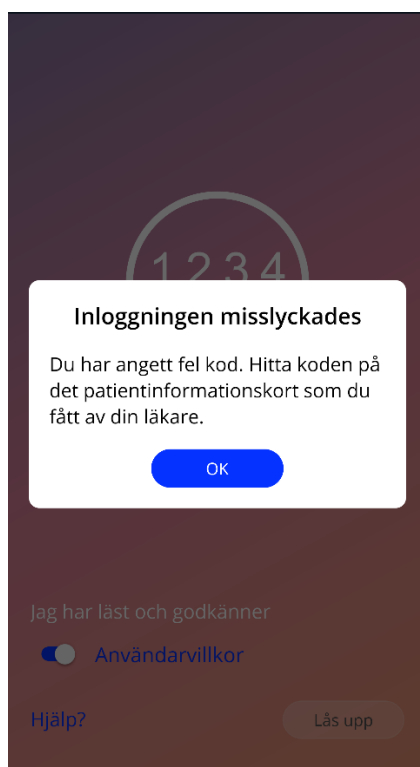 1234
Inloggningen misslyckades
Du har angett fel kod. Hitta koden på
det patientinformationskort som du
fått av din läkare.
OK
Jag har läst och godkänner
Användarvillkor
Hjälp?
Lås upp